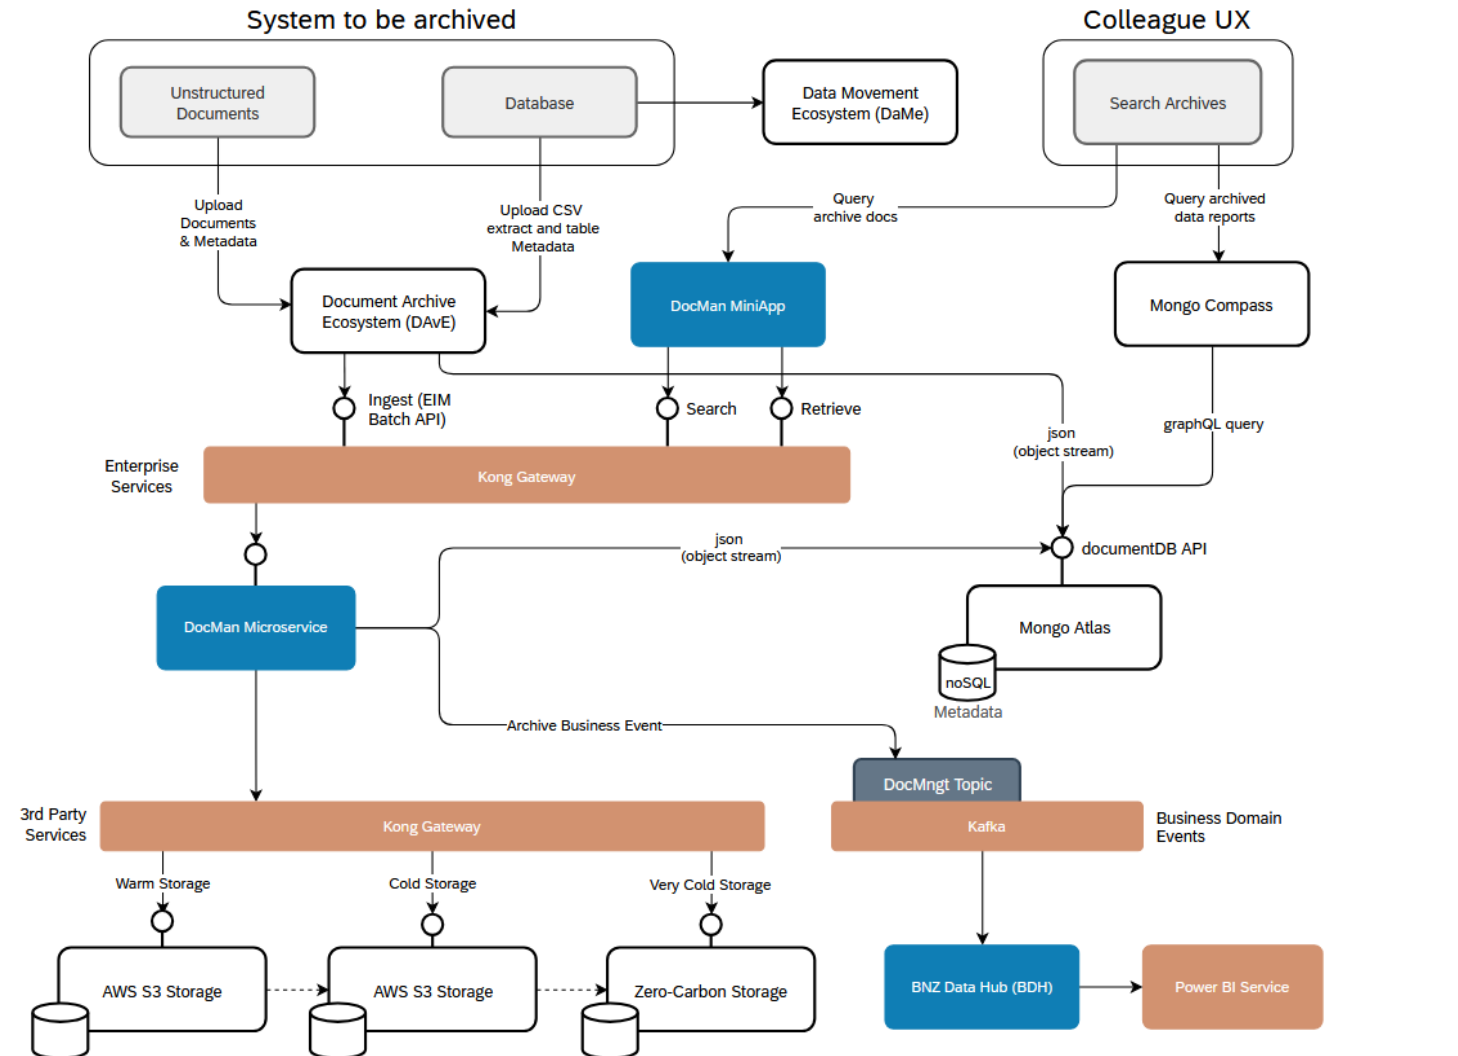 System to be archived
Colleague UX
Unstructured
Documents
Database
Data Movement
Ecosystem (DaMe)
Search Archives
Upload
Documents
& Metadata
Upload CSV
extract and table
Metadata
Query
archive docs
Query archived
data reports
Document Archive
Ecosystem (DAvE)
DocMan MiniApp
Mongo Compass
Ingest (EIM
Batch API)
Search
Retrieve
graphQL query
json
(object stream)
Enterprise
Services
Kong Gateway
json
(object stream)
documentDB API
DocMan Microservice
Mongo Atlas
noSQL
Metadata
Archive Business Event
DocMngt Topic
3rd Party
Services
Kong Gateway
Kafka
Business Domain
Events
Warm Storage
Cold Storage
Very Cold Storage
AWS S3 Storage
AWS S3 Storage
Zero-Carbon Storage
BNZ Data Hub (BDH)
Power BI Service